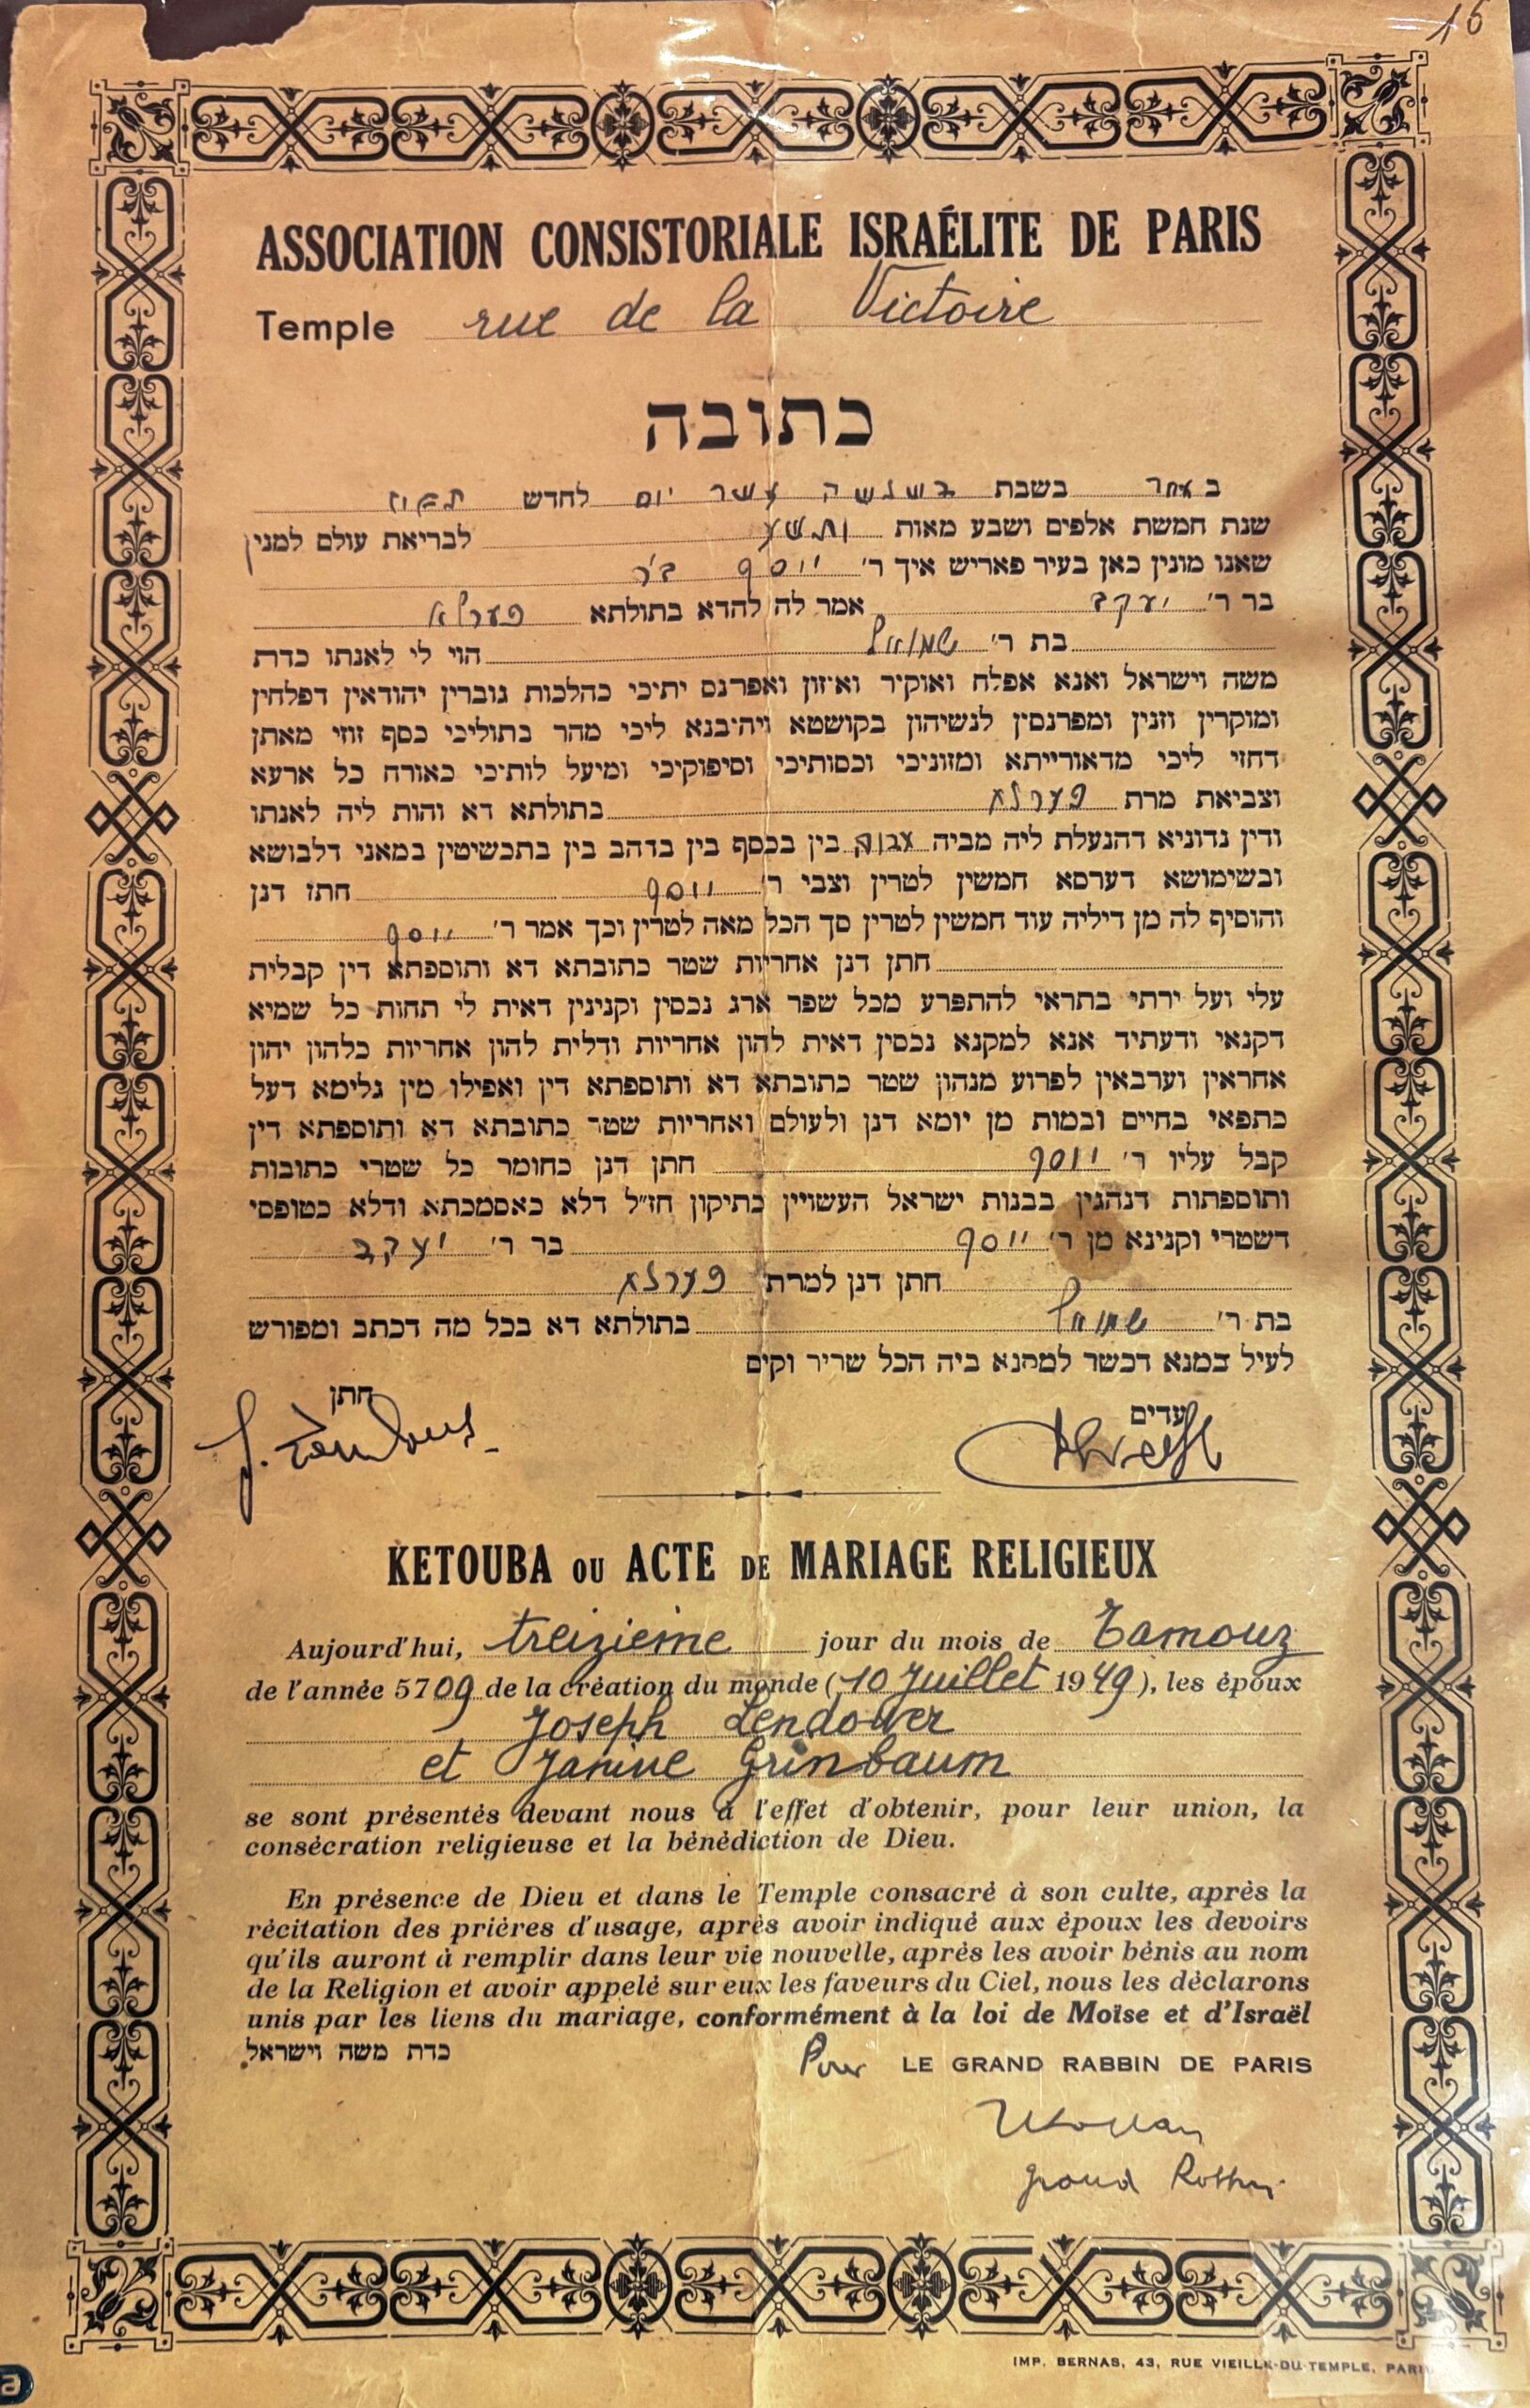 16
ASSOCIATION CONSISTORIALE ISRAÉLITE DE PARIS
Temple rue de la Victoire
כתובה
באחד בשבת בשלשה עשר יום לחדש תמוז
שנת חמשת אלפים ושבע מאות ותשע לבריאת עולם למנין
שאנו מונין כאן בעיר פאריש איך ר׳ יוסף
בר ר׳ יעקב אמר לה להדא בתולתא פערלא
בת ר׳ שמואל הוי לי לאנתו כדת
משה וישראל ואנא אפלח ואוקיר ואיזון ואפרנס יתיכי כהלכות גוברין יהודאין דפלחין
ומוקרין וזנין ומפרנסין לנשיהון בקושטא ויהיבנא ליכי מהר בתוליכי כסף זוזי מאתן
דחזי ליכי מדאורייתא ומזוניכי וכסותיכי וסיפוקיכי ומיעל לותיכי כאורח כל ארעא
וצביאת מרת פערלא בתולתא דא והות ליה לאנתו
ודין נדוניא דהנעלת ליה מביה אבוה בין בכסף בין בדהב בין בתכשיטין במאני דלבושא
ובשימושא דערסא חמשין לטרין וצבי ר׳ יוסף חתן דנן
והוסיף לה מן דיליה עוד חמשין לטרין סך הכל מאה לטרין וכך אמר ר׳ יוסף
חתן דנן אחריות שטר כתובתא דא ותוספתא דין קבלית
עלי ועל ירתי בתראי להתפרע מכל שפר ארג נכסין וקנינין דאית לי תחות כל שמיא
דקנאי ודעתיד אנא למקנא נכסין דאית להון אחריות ודלית להון אחריות כלהון יהון
אחראין וערבאין לפרוע מנהון שטר כתובתא דא ותוספתא דין ואפילו מין גלימא דעל
כתפאי בחיים ובמות מן יומא דנן ולעולם ואחריות שטר כתובתא דא ותוספתא דין
קבל עליו ר׳ יוסף חתן דנן כחומר כל שטרי כתובות
ותוספתות דנהגין בבנות ישראל העשויין כתיקון חז״ל דלא כאסמכתא ודלא כטופסי
דשטרי וקנינא מן ר׳ יוסף בר ר׳ יעקב
חתן דנן למרת פערלא
בת ר׳ שמואל בתולתא דא בכל מה דכתב ומפורש
לעיל במנא דכשר למקנא ביה הכל שריר וקים
עדים חתן
KETOUBA OU ACTE DE MARIAGE RELIGIEUX
Aujourd'hui, treizième jour du mois de Tamouz
de l'année 5709 de la création du monde (10 Juillet 1949), les époux
Joseph Lendower
et Janine Grinbaum
se sont présentés devant nous à l'effet d'obtenir, pour leur union, la
consécration religieuse et la bénédiction de Dieu.
En présence de Dieu et dans le Temple consacré à son culte, après la
récitation des prières d'usage, après avoir indiqué aux époux les devoirs
qu'ils auront à remplir dans leur vie nouvelle, après les avoir bénis au nom
de la Religion et avoir appelé sur eux les faveurs du Ciel, nous les déclarons
unis par les liens du mariage, conformément à la loi de Moïse et d'Israël
כדת משה וישראל
Pour LE GRAND RABBIN DE PARIS
Grand Rabbin
IMP. BERNAS, 43, RUE VIEILLE-DU-TEMPLE, PARI